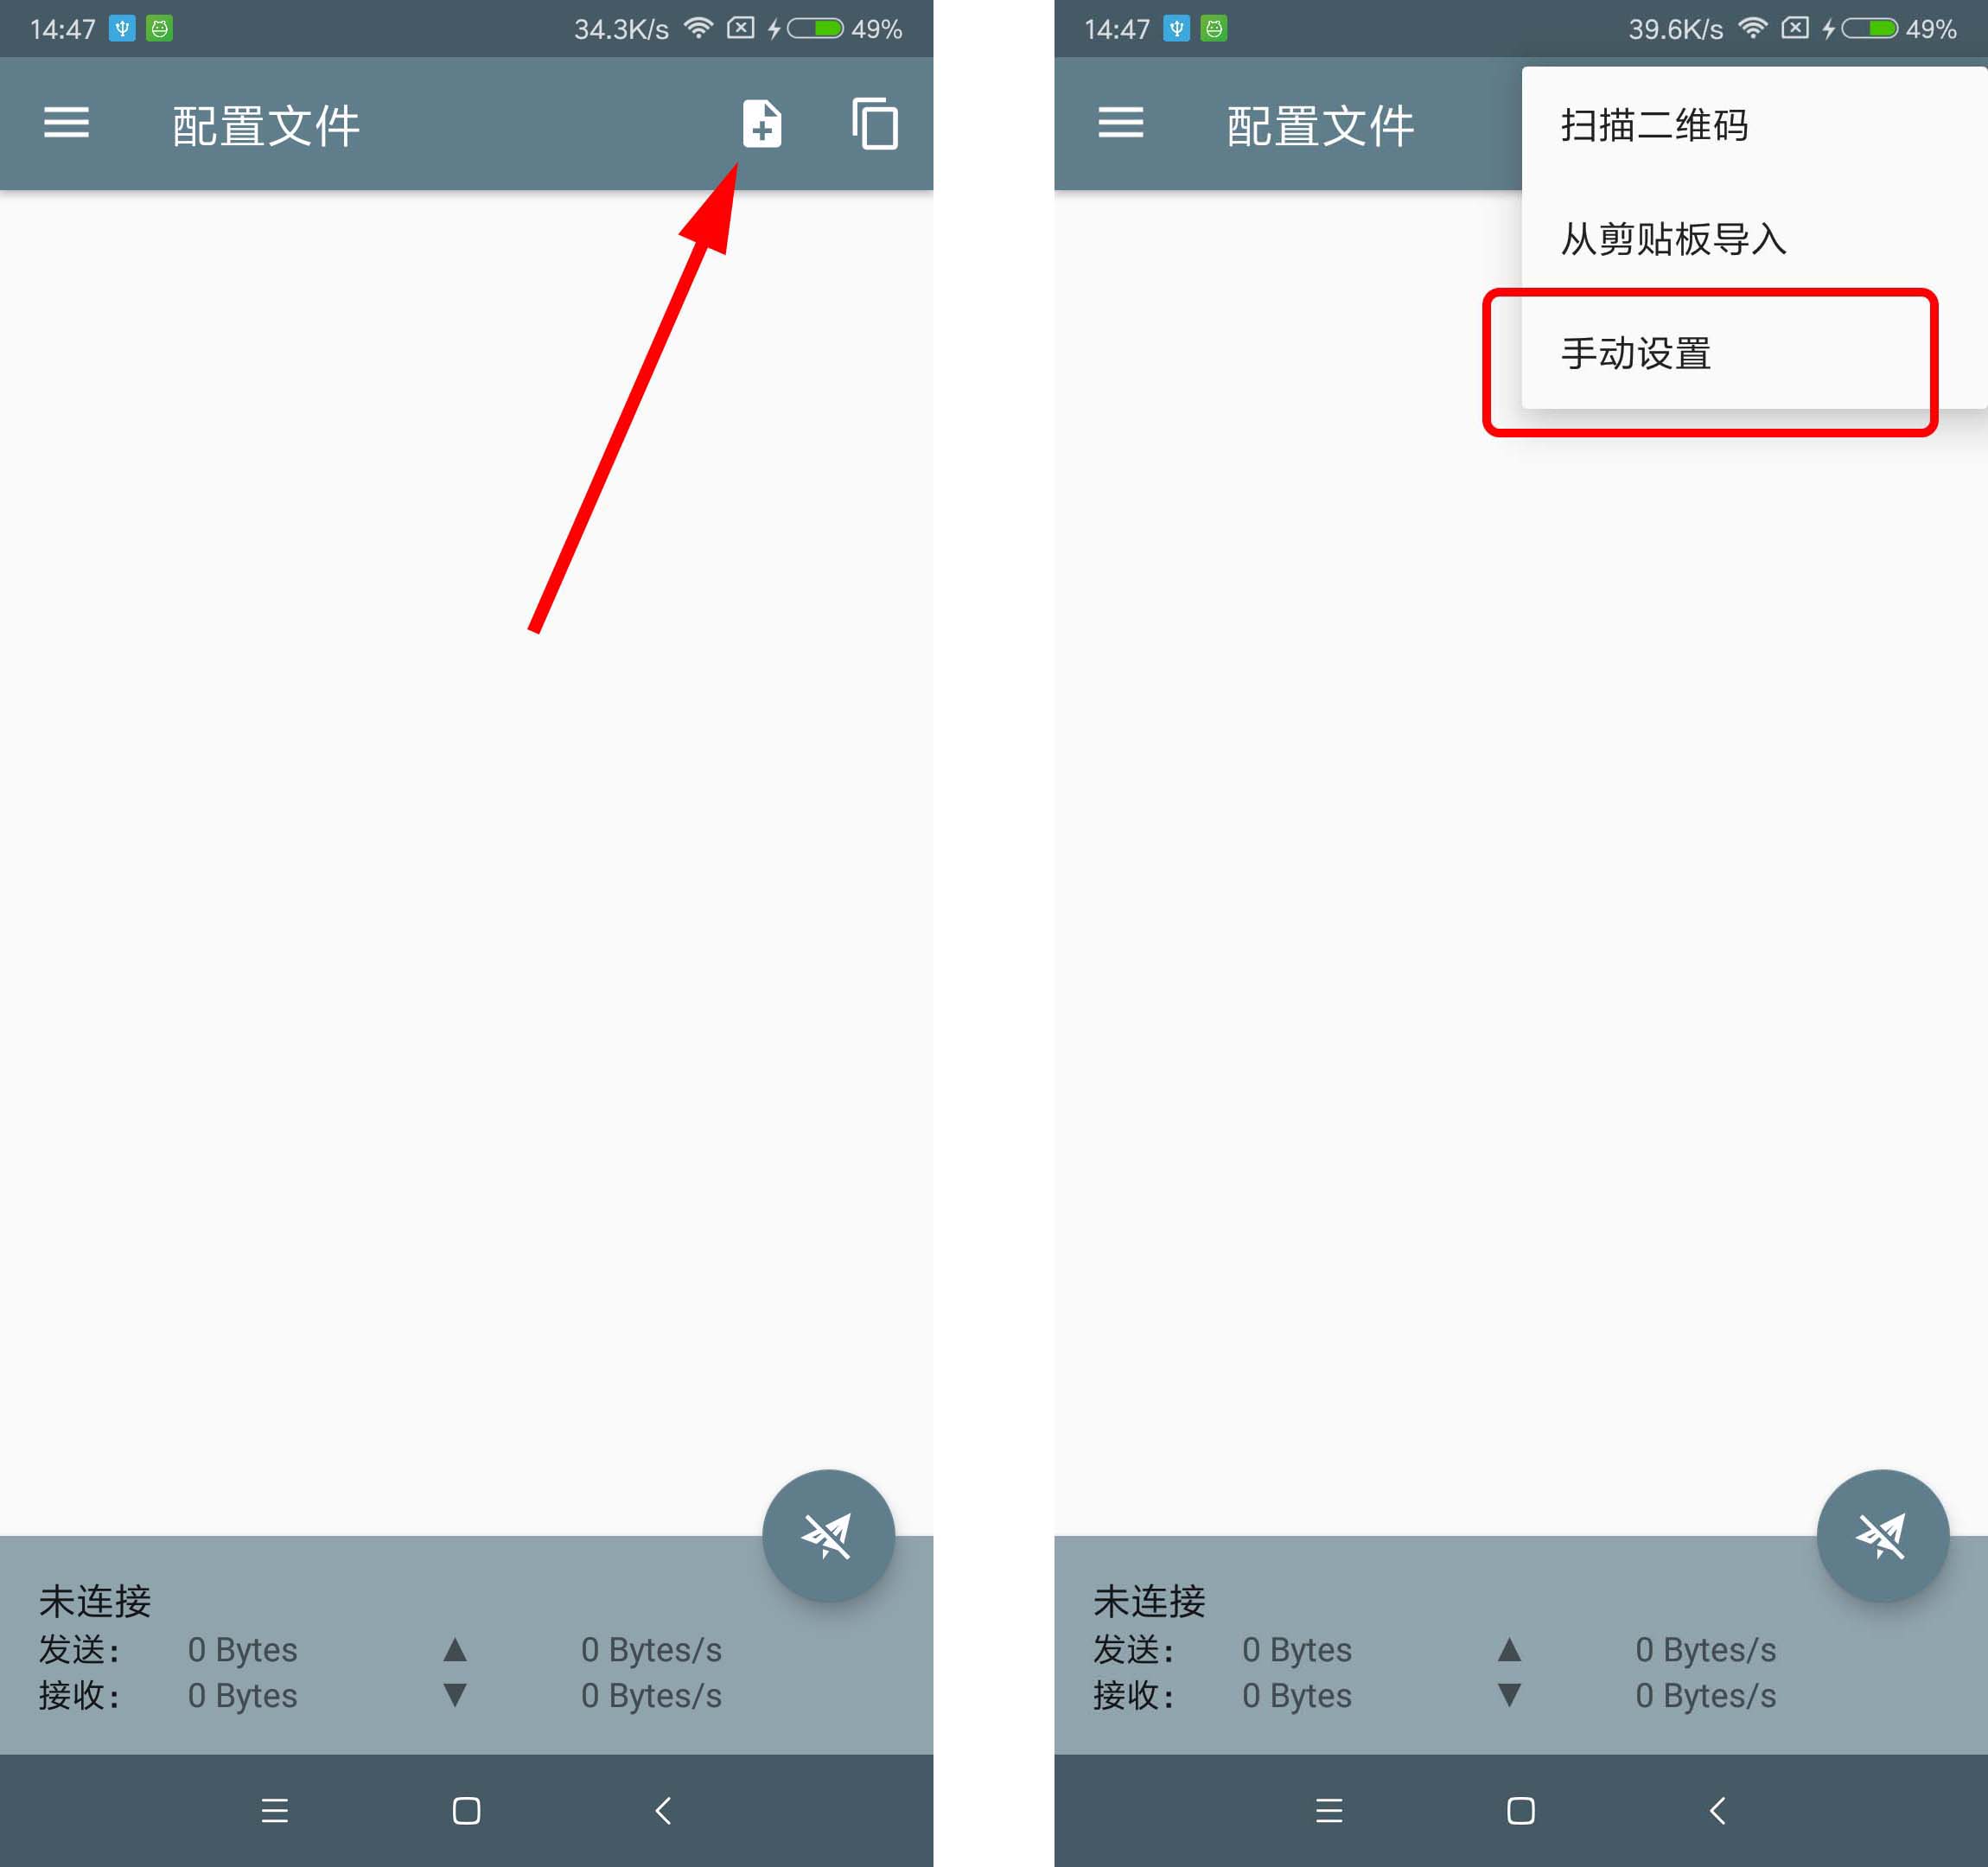 14:47
34.3K/s
49%
配置文件
未连接
发送： 0 Bytes ▲ 0 Bytes/s
接收： 0 Bytes ▼ 0 Bytes/s
14:47
39.6K/s
49%
配置文件
扫描二维码
从剪贴板导入
手动设置
未连接
发送： 0 Bytes ▲ 0 Bytes/s
接收： 0 Bytes ▼ 0 Bytes/s